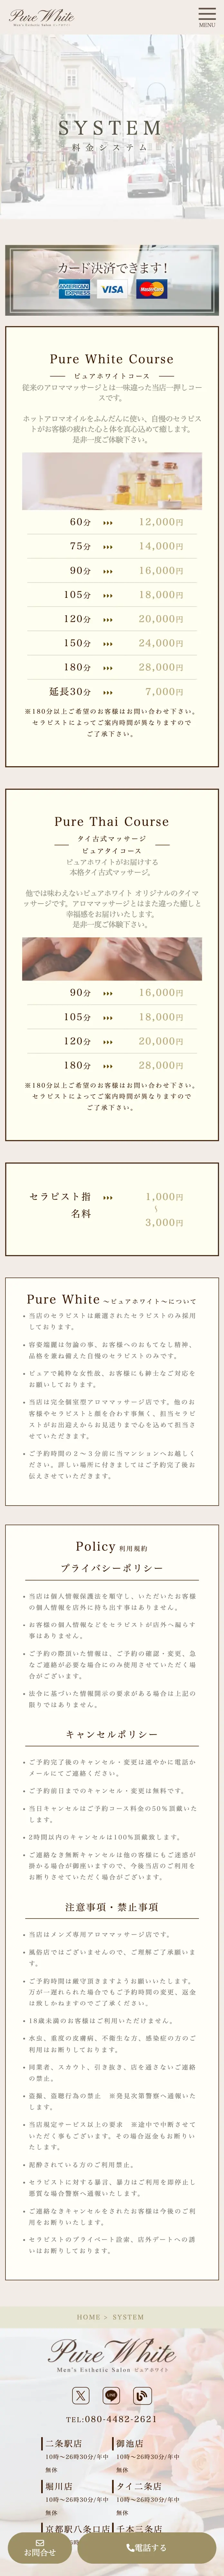 Pure White
Men's Esthetic Salon
MENU
SYSTEM
料金システム
カード決済できます!
AMERICAN EXPRESS
VISA
MasterCard
Pure White Course
ピュアホワイトコース
従来のアロママッサージとは一味違った当店一押しコー
スです。
ホットアロマオイルをふんだんに使い、自慢のセラピス
トがお客様の疲れた心と体を真心込めて癒します。
是非一度ご体験下さい。
60分 12,000円
75分 14,000円
90分 16,000円
105分 18,000円
120分 20,000円
150分 24,000円
180分 28,000円
延長30分 7,000円
※180分以上ご希望のお客様はお問い合わせ下さい。
セラピストによってご案内時間が異なりますので
ご了承下さい。
Pure Thai Course
タイ古式マッサージ
ピュアタイコース
ピュアホワイトがお届けする
本格タイ古式マッサージ。
他では味わえないピュアホワイト オリジナルのタイマ
ッサージです。アロママッサージとはまた違った癒しと
幸福感をお届けいたします。
是非一度ご体験下さい。
90分 16,000円
105分 18,000円
120分 20,000円
180分 28,000円
※180分以上ご希望のお客様はお問い合わせ下さい。
セラピストによってご案内時間が異なりますので
ご了承下さい。
セラピスト指
名料
1,000円
～
3,000円
Pure White ～ピュアホワイト～について
当店のセラピストは厳選されたセラピストのみ採用
しております。
容姿端麗は勿論の事、お客様へのおもてなし精神、
品格を兼ね備えた自慢のセラピストのみです。
ピュアで純粋な女性故、お客様にも紳士なご対応を
お願いしております。
当店は完全個室型アロママッサージ店です。他のお
客様やセラピストと顔を合わす事無く、担当セラピ
ストがお出迎えからお見送りまで心を込めて担当さ
せていただきます。
ご予約時間の２～３分前に当マンションへお越しく
ださい。詳しい場所に付きましてはご予約完了後お
伝えさせていただきます。
Policy 利用規約
プライバシーポリシー
当店は個人情報保護法を順守し、いただいたお客様
の個人情報を店外に持ち出す事はありません。
お客様の個人情報などをセラピストが店外へ漏らす
事はありません。
ご予約の際頂いた情報は、ご予約の確認・変更、急
なご連絡が必要な場合にのみ使用させていただく場
合がございます。
法令に基づいた情報開示の要求がある場合は上記の
限りではありません。
キャンセルポリシー
ご予約完了後のキャンセル・変更は速やかに電話か
メールにてご連絡ください。
ご予約前日までのキャンセル・変更は無料です。
当日キャンセルはご予約コース料金の50％頂戴いた
します。
2時間以内のキャンセルは100%頂戴致します。
ご連絡なき無断キャンセルは他の客様にもご迷惑が
掛かる場合が御座いますので、今後当店のご利用を
お断りさせていただく場合がございます。
注意事項・禁止事項
当店はメンズ専用アロママッサージ店です。
風俗店ではございませんので、ご理解ご了承願いま
す。
ご予約時間は厳守頂きますようお願いいたします。
万が一遅れられた場合でもご予約時間の変更、返金
は致しかねますのでご了承ください。
18歳未満のお客様はご利用いただけません。
水虫、重度の皮膚病、不衛生な方、感染症の方のご
利用はお断りしております。
同業者、スカウト、引き抜き、店を通さないご連絡
の禁止。
盗撮、盗聴行為の禁止　※発見次第警察へ通報いた
します。
当店規定サービス以上の要求　※途中で中断させて
いただく事もございます。その場合返金もお断りい
たします。
泥酔されている方のご利用禁止。
セラピストに対する暴言、暴力はご利用を即停止し
悪質な場合警察へ通報いたします。
ご連絡なきキャンセルをされたお客様は今後のご利
用をお断りいたします。
セラピストのプライベート詮索、店外デートへの誘
いはお断りしております。
HOME > SYSTEM
Pure White
Men's Esthetic Salon ピュアホワイト
TEL:080-4482-2621
二条駅店
10時～26時30分/年中
無休
御池店
10時～26時30分/年中
無休
堀川店
10時～26時30分/年中
無休
タイ二条店
10時～26時30分/年中
無休
京都駅八条口店
千本三条店
お問合せ
電話する